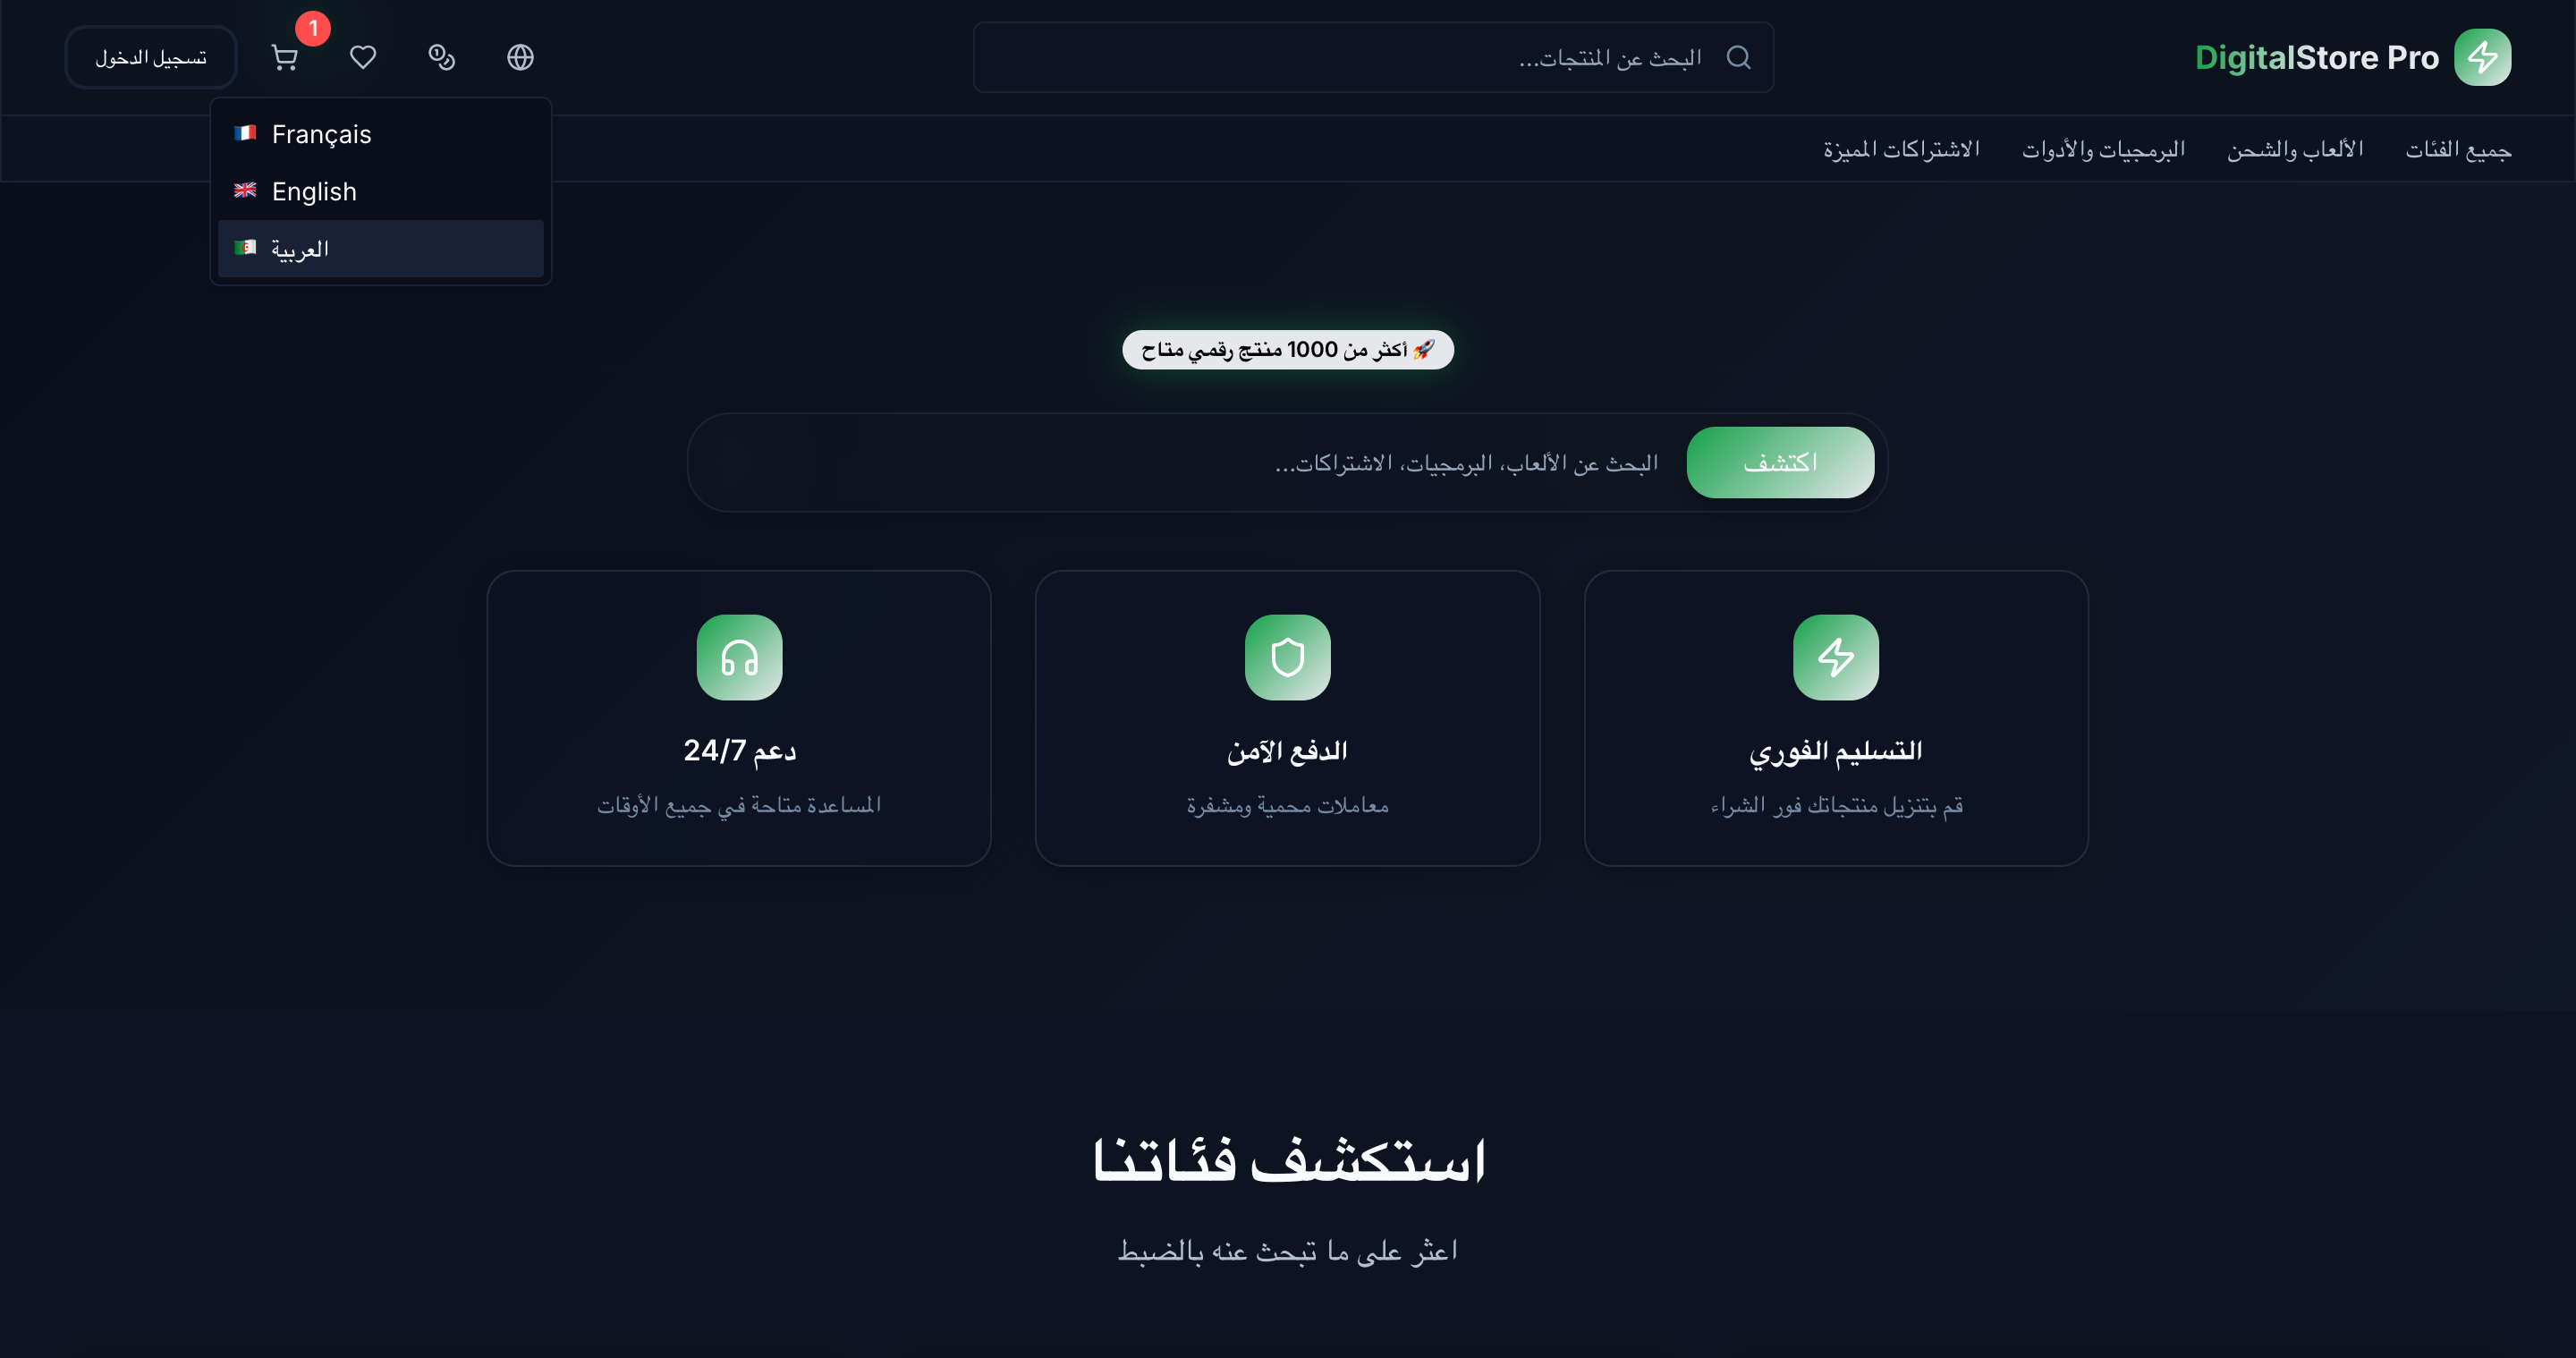 DigitalStore Pro
البحث عن المنتجات...
1
تسجيل الدخول
جميع الفئات
الألعاب والشحن
البرمجيات والأدوات
الاشتراكات المميزة
Français
English
العربية
🚀 أكثر من 1000 منتج رقمي متاح
اكتشف
البحث عن الألعاب، البرمجيات، الاشتراكات...
التسليم الفوري
قم بتنزيل منتجاتك فور الشراء
الدفع الآمن
معاملات محمية ومشفرة
دعم 24/7
المساعدة متاحة في جميع الأوقات
استكشف فئاتنا
اعثر على ما تبحث عنه بالضبط